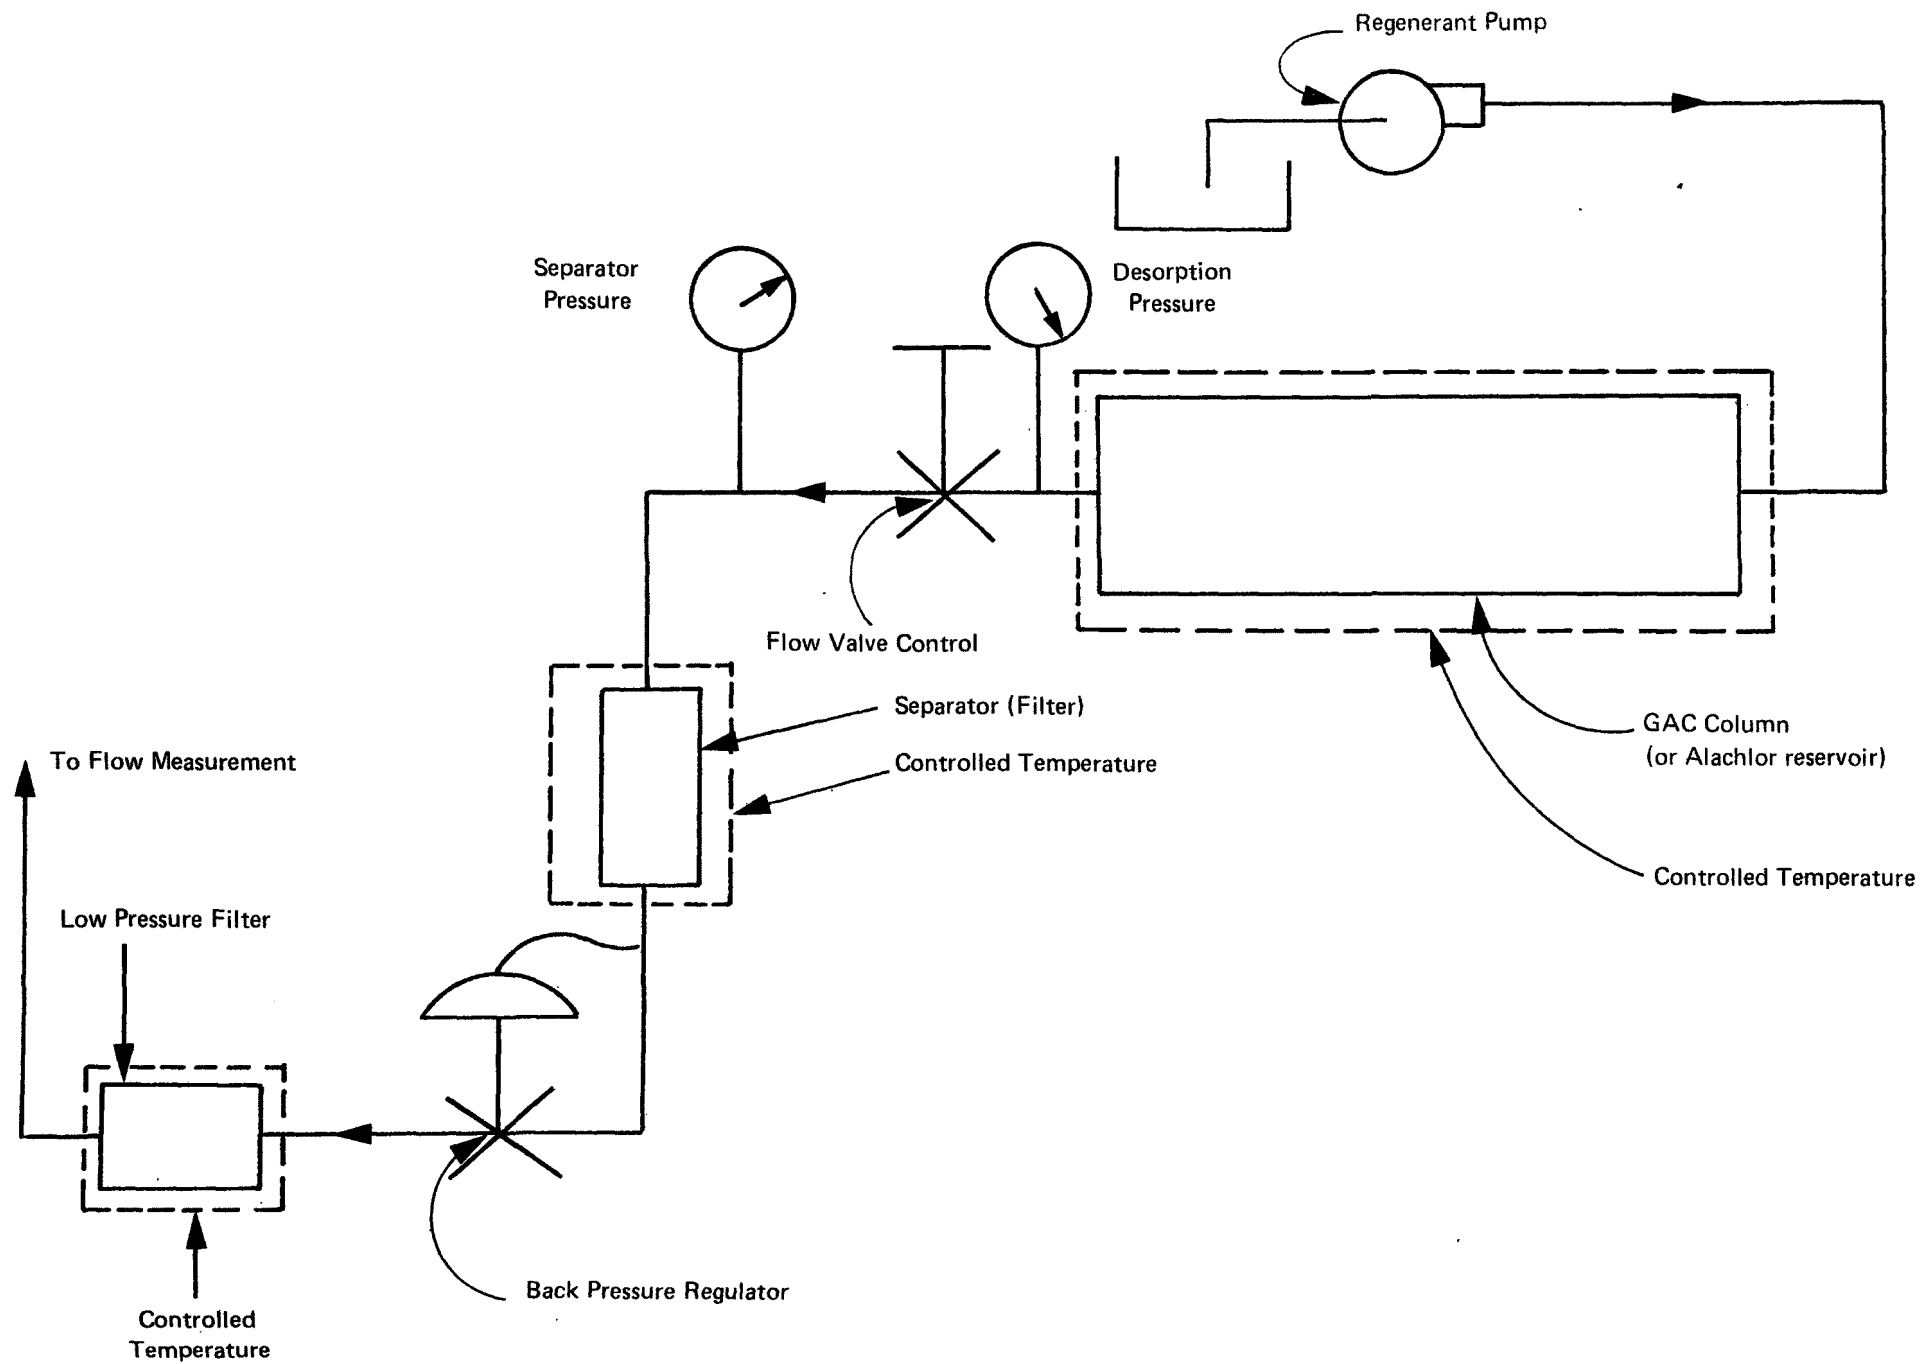 Regenerant Pump
Separator
Pressure
Desorption
Pressure
Flow Valve Control
Separator (Filter)
GAC Column
(or Alachlor reservoir)
To Flow Measurement
Controlled Temperature
Controlled Temperature
Low Pressure Filter
Back Pressure Regulator
Controlled
Temperature